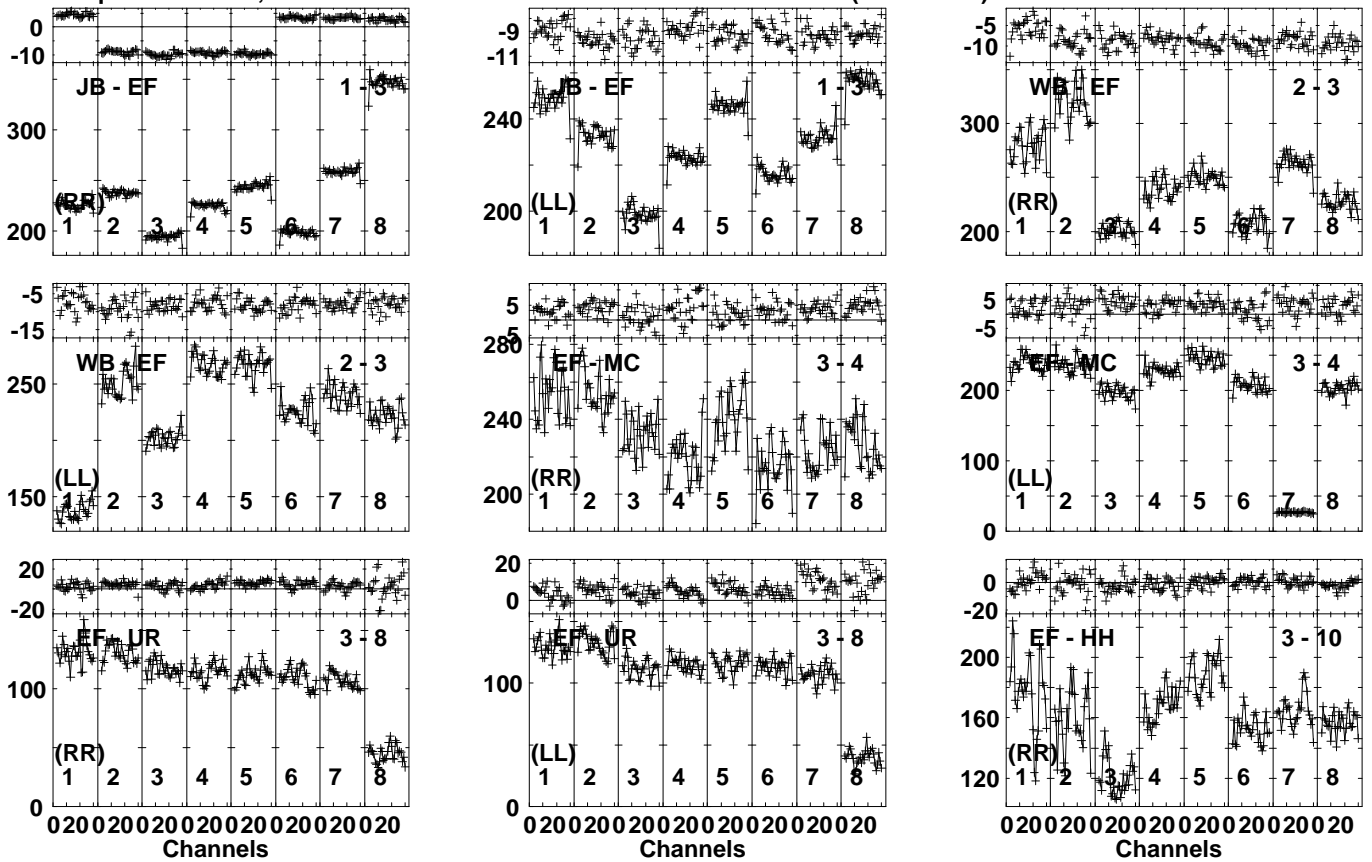 0
-10
JB - EF 1 - 3
300
200
(RR)
1 2 3 4 5 6 7 8
-9
-11
JB - EF 1 - 3
240
200
(LL)
1 2 3 4 5 6 7 8
-5
-10
WB - EF 2 - 3
300
200
(RR)
1 2 3 4 5 6 7 8
-5
-15
WB - EF 2 - 3
250
150
(LL)
1 2 3 4 5 6 7 8
5
-5
EF - MC 3 - 4
280
240
200
(RR)
1 2 3 4 5 6 7 8
5
-5
EF - MC 3 - 4
200
100
0
(LL)
1 2 3 4 5 6 7 8
20
-20
EF - UR 3 - 8
100
0
(RR)
1 2 3 4 5 6 7 8
0 20 0 20 0 20 0 20 0 20 0 20 0 20 0 20
Channels
20
0
EF - UR 3 - 8
100
0
(LL)
1 2 3 4 5 6 7 8
0 20 0 20 0 20 0 20 0 20 0 20 0 20 0 20
Channels
0
-20
EF - HH 3 - 10
200
160
120
(RR)
1 2 3 4 5 6 7 8
0 20 0 20 0 20 0 20 0 20 0 20 0 20 0 20
Channels